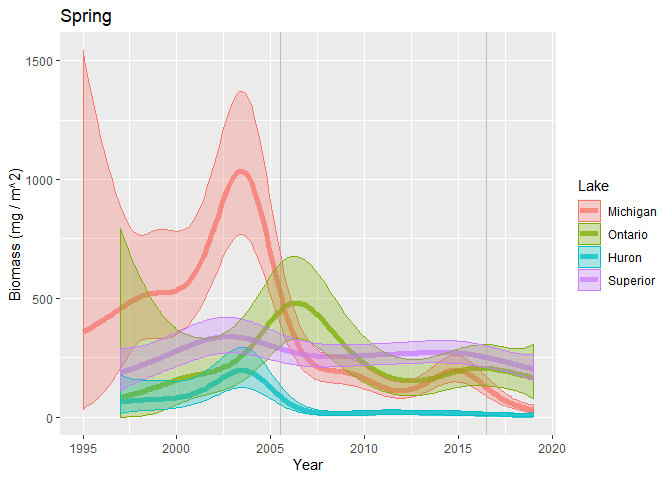 Spring
Biomass (mg / m^2)
1500
1000
500
0
1995
2000
2005
2010
2015
2020
Year
Lake
Michigan
Ontario
Huron
Superior